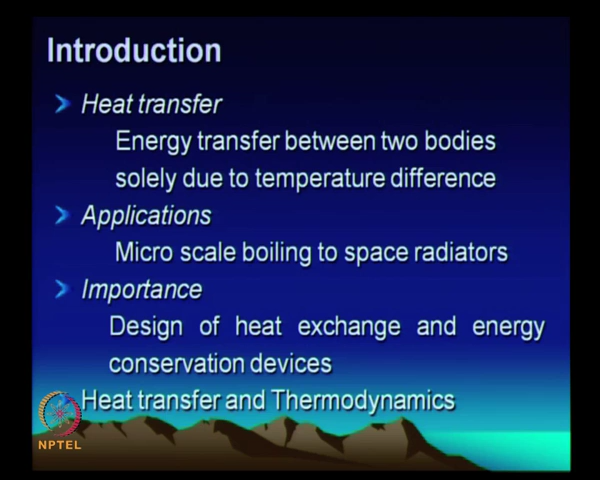 Introduction
Heat transfer
Energy transfer between two bodies
solely due to temperature difference
Applications
Micro scale boiling to space radiators
Importance
Design of heat exchange and energy
conservation devices
Heat transfer and Thermodynamics
NPTEL